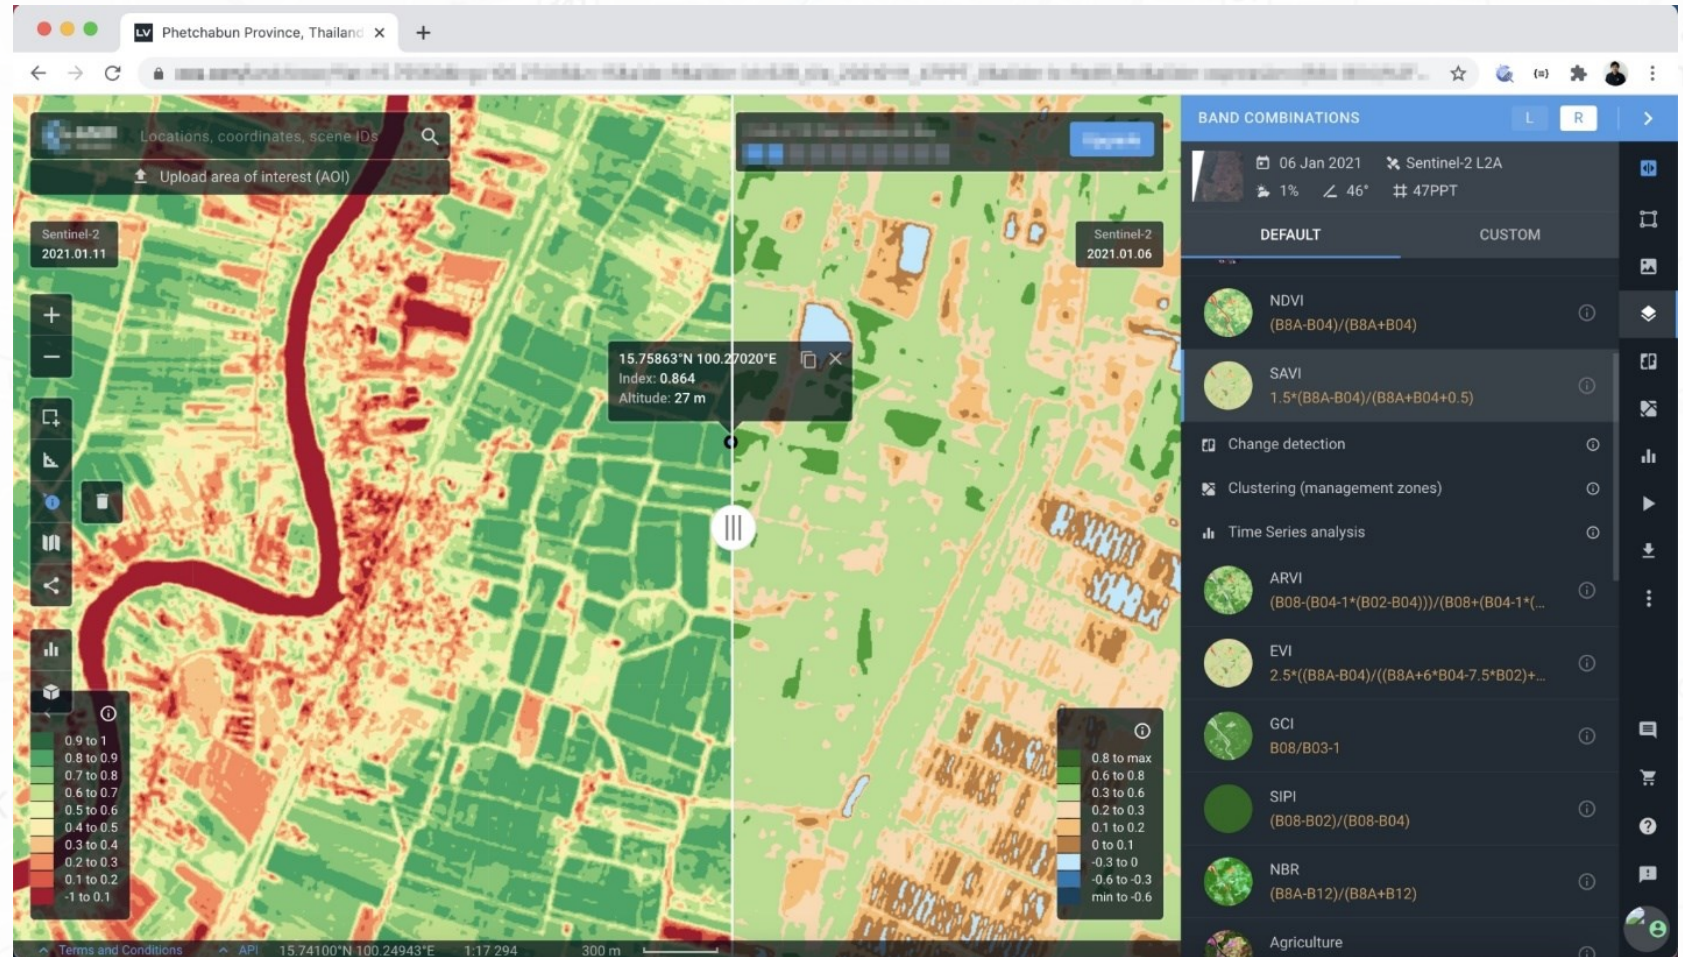 LV Phetchabun Province, Thailand
Locations, coordinates, scene IDs
Upload area of interest (AOI)
Sentinel-2
2021.01.11
0.9 to 1
0.8 to 0.9
0.7 to 0.8
0.6 to 0.7
0.5 to 0.6
0.4 to 0.5
0.3 to 0.4
0.2 to 0.3
0.1 to 0.2
-1 to 0.1
15.75863°N 100.27020°E
Index: 0.864
Altitude: 27 m
Sentinel-2
2021.01.06
0.8 to max
0.6 to 0.8
0.3 to 0.6
0.2 to 0.3
0.1 to 0.2
0 to 0.1
-0.3 to 0
-0.6 to -0.3
min to -0.6
Terms and Conditions API 15.74100°N 100.24943°E 1:17 294 300 m
BAND COMBINATIONS L R
06 Jan 2021 Sentinel-2 L2A
1% 46° 47PPT
DEFAULT CUSTOM
NDVI
(B8A-B04)/(B8A+B04)
SAVI
1.5*(B8A-B04)/(B8A+B04+0.5)
Change detection
Clustering (management zones)
Time Series analysis
ARVI
(B08-(B04-1*(B02-B04)))/(B08+(B04-1*(...
EVI
2.5*((B8A-B04)/((B8A+6*B04-7.5*B02)+...
GCI
B08/B03-1
SIPI
(B08-B02)/(B08-B04)
NBR
(B8A-B12)/(B8A+B12)
Agriculture